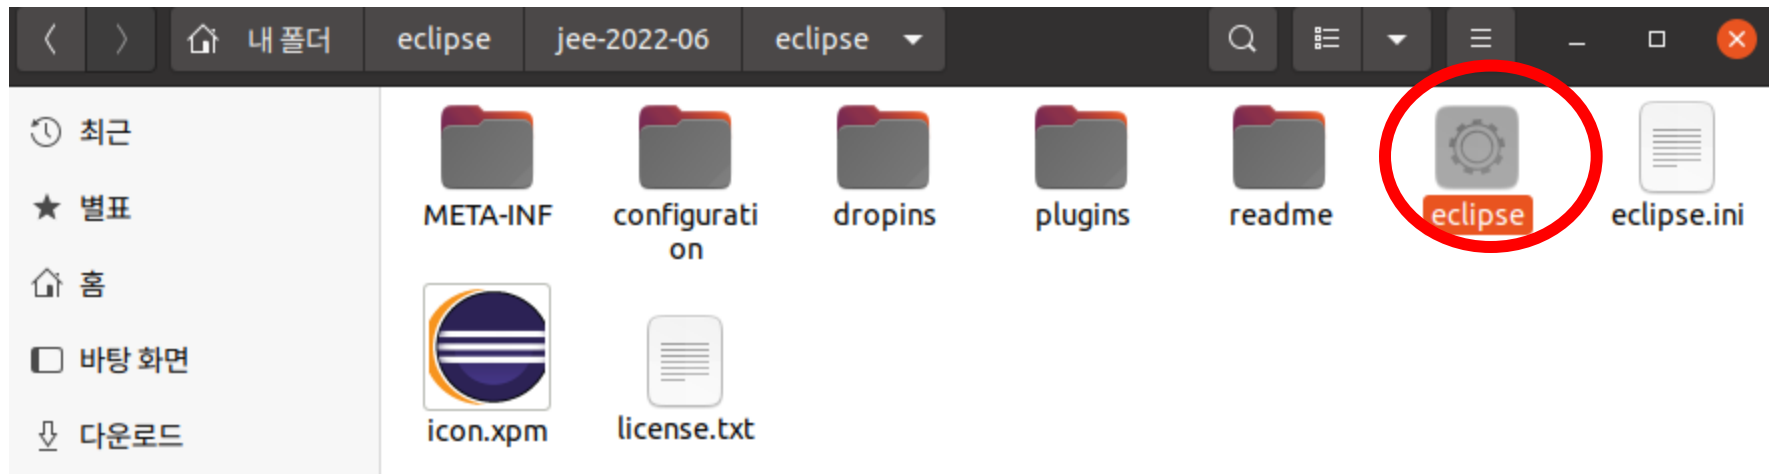 내 폴더 eclipse jee-2022-06 eclipse
최근
별표
홈
바탕 화면
다운로드
META-INF configurati dropins plugins readme eclipse eclipse.ini
on
icon.xpm license.txt